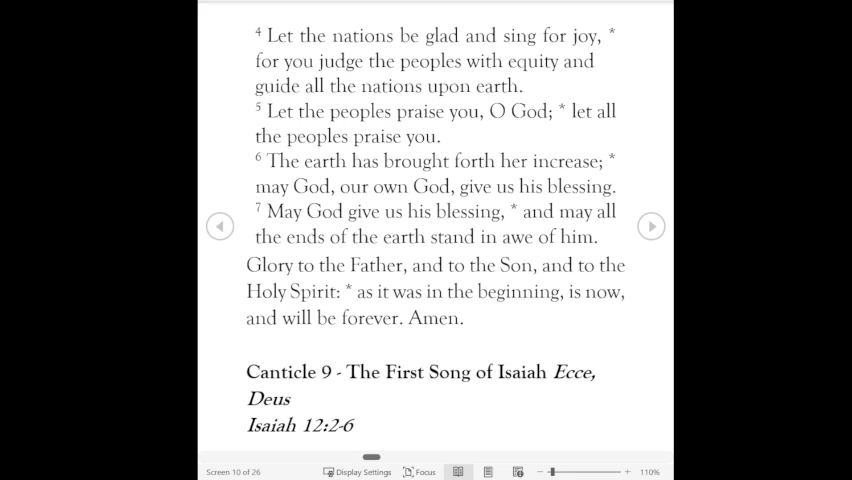 4 Let the nations be glad and sing for joy, *
for you judge the peoples with equity and
guide all the nations upon earth.
5 Let the peoples praise you, O God; * let all
the peoples praise you.
6 The earth has brought forth her increase; *
may God, our own God, give us his blessing.
7 May God give us his blessing, * and may all
the ends of the earth stand in awe of him.
Glory to the Father, and to the Son, and to the
Holy Spirit: * as it was in the beginning, is now,
and will be forever. Amen.
Canticle 9 - The First Song of Isaiah Ecce,
Deus
Isaiah 12:2-6
Screen 10 of 26 Display Settings Focus 110%